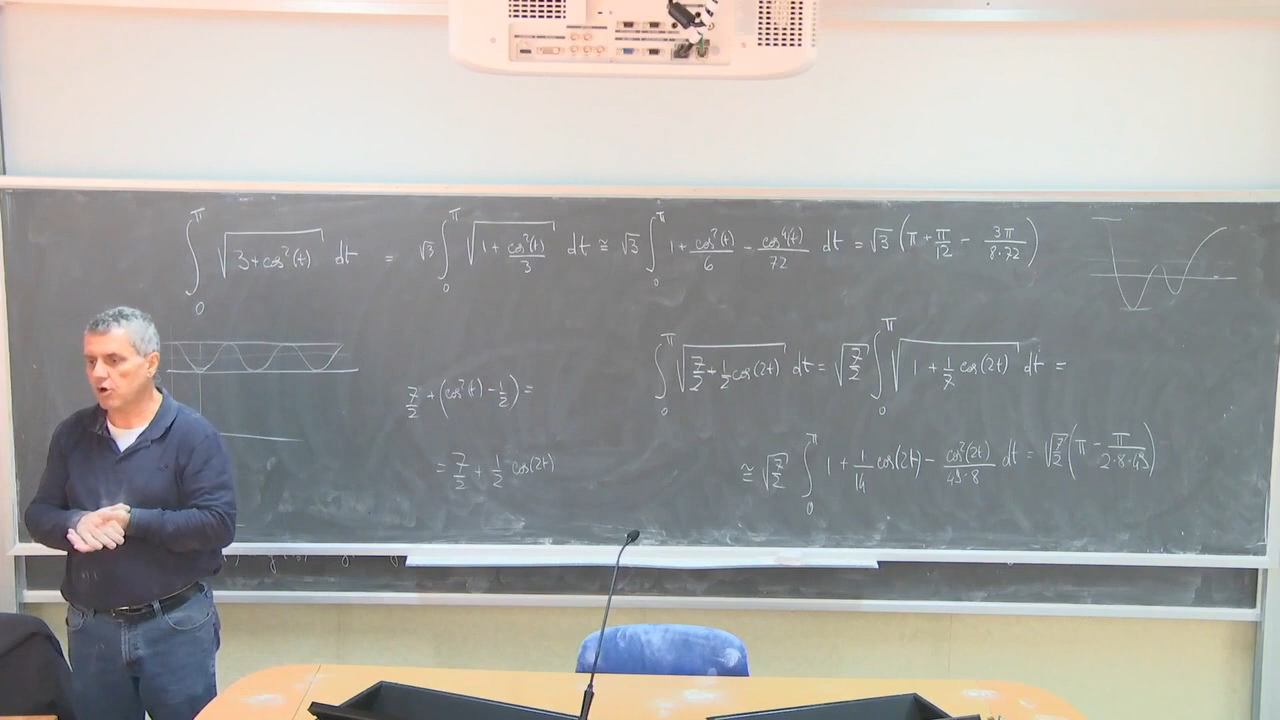 ∫₀^π √(3+cos²(t)) dt = √3 ∫₀^π √(1+cos²(t)/3) dt ≅ √3 ∫₀^π 1+cos²(t)/6 − cos⁴(t)/72 dt = √3 (π+π/12 − 3π/(8·72))
∫₀^π √(7/2+1/2 cos(2t)) dt = √(7/2) ∫₀^π √(1+1/7 cos(2t)) dt =
7/2 + (cos²(t) − 1/2) =
= 7/2 + 1/2 cos(2t)
≅ √(7/2) ∫₀^π 1+1/14 cos(2t) − cos²(2t)/(49·8) dt = √(7/2) (π − π/(2·8·49))